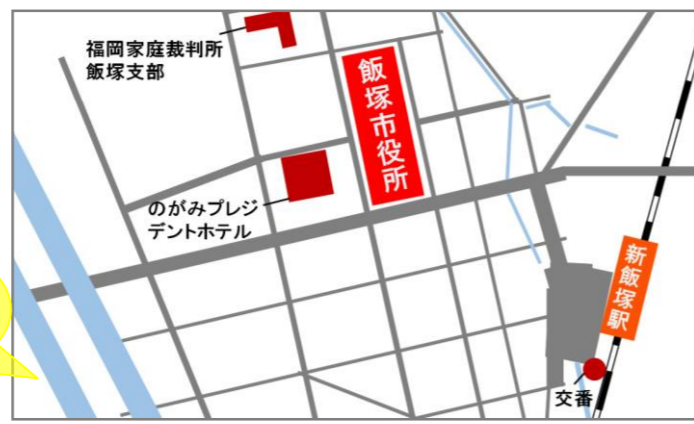 福岡家庭裁判所
飯塚支部
飯塚市役所
のがみプレジ
デントホテル
新飯塚駅
交番